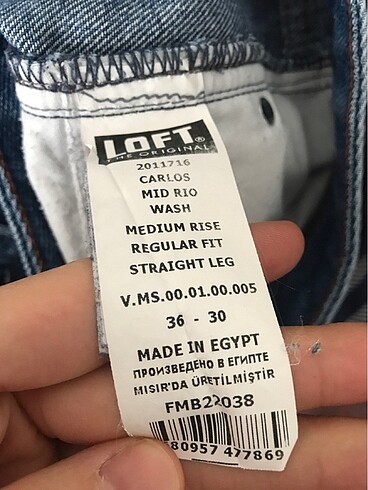 LOFT®
THE ORIGINAL
2011716
CARLOS
MID RIO
WASH
MEDIUM RISE
REGULAR FIT
STRAIGHT LEG
V.MS.00.01.00.005
36 - 30
MADE IN EGYPT
ПРОИЗВЕДЕНО В ЕГИПТЕ
MISIR'DA ÜRETİLMİŞTİR
FMB22038
80957 477869